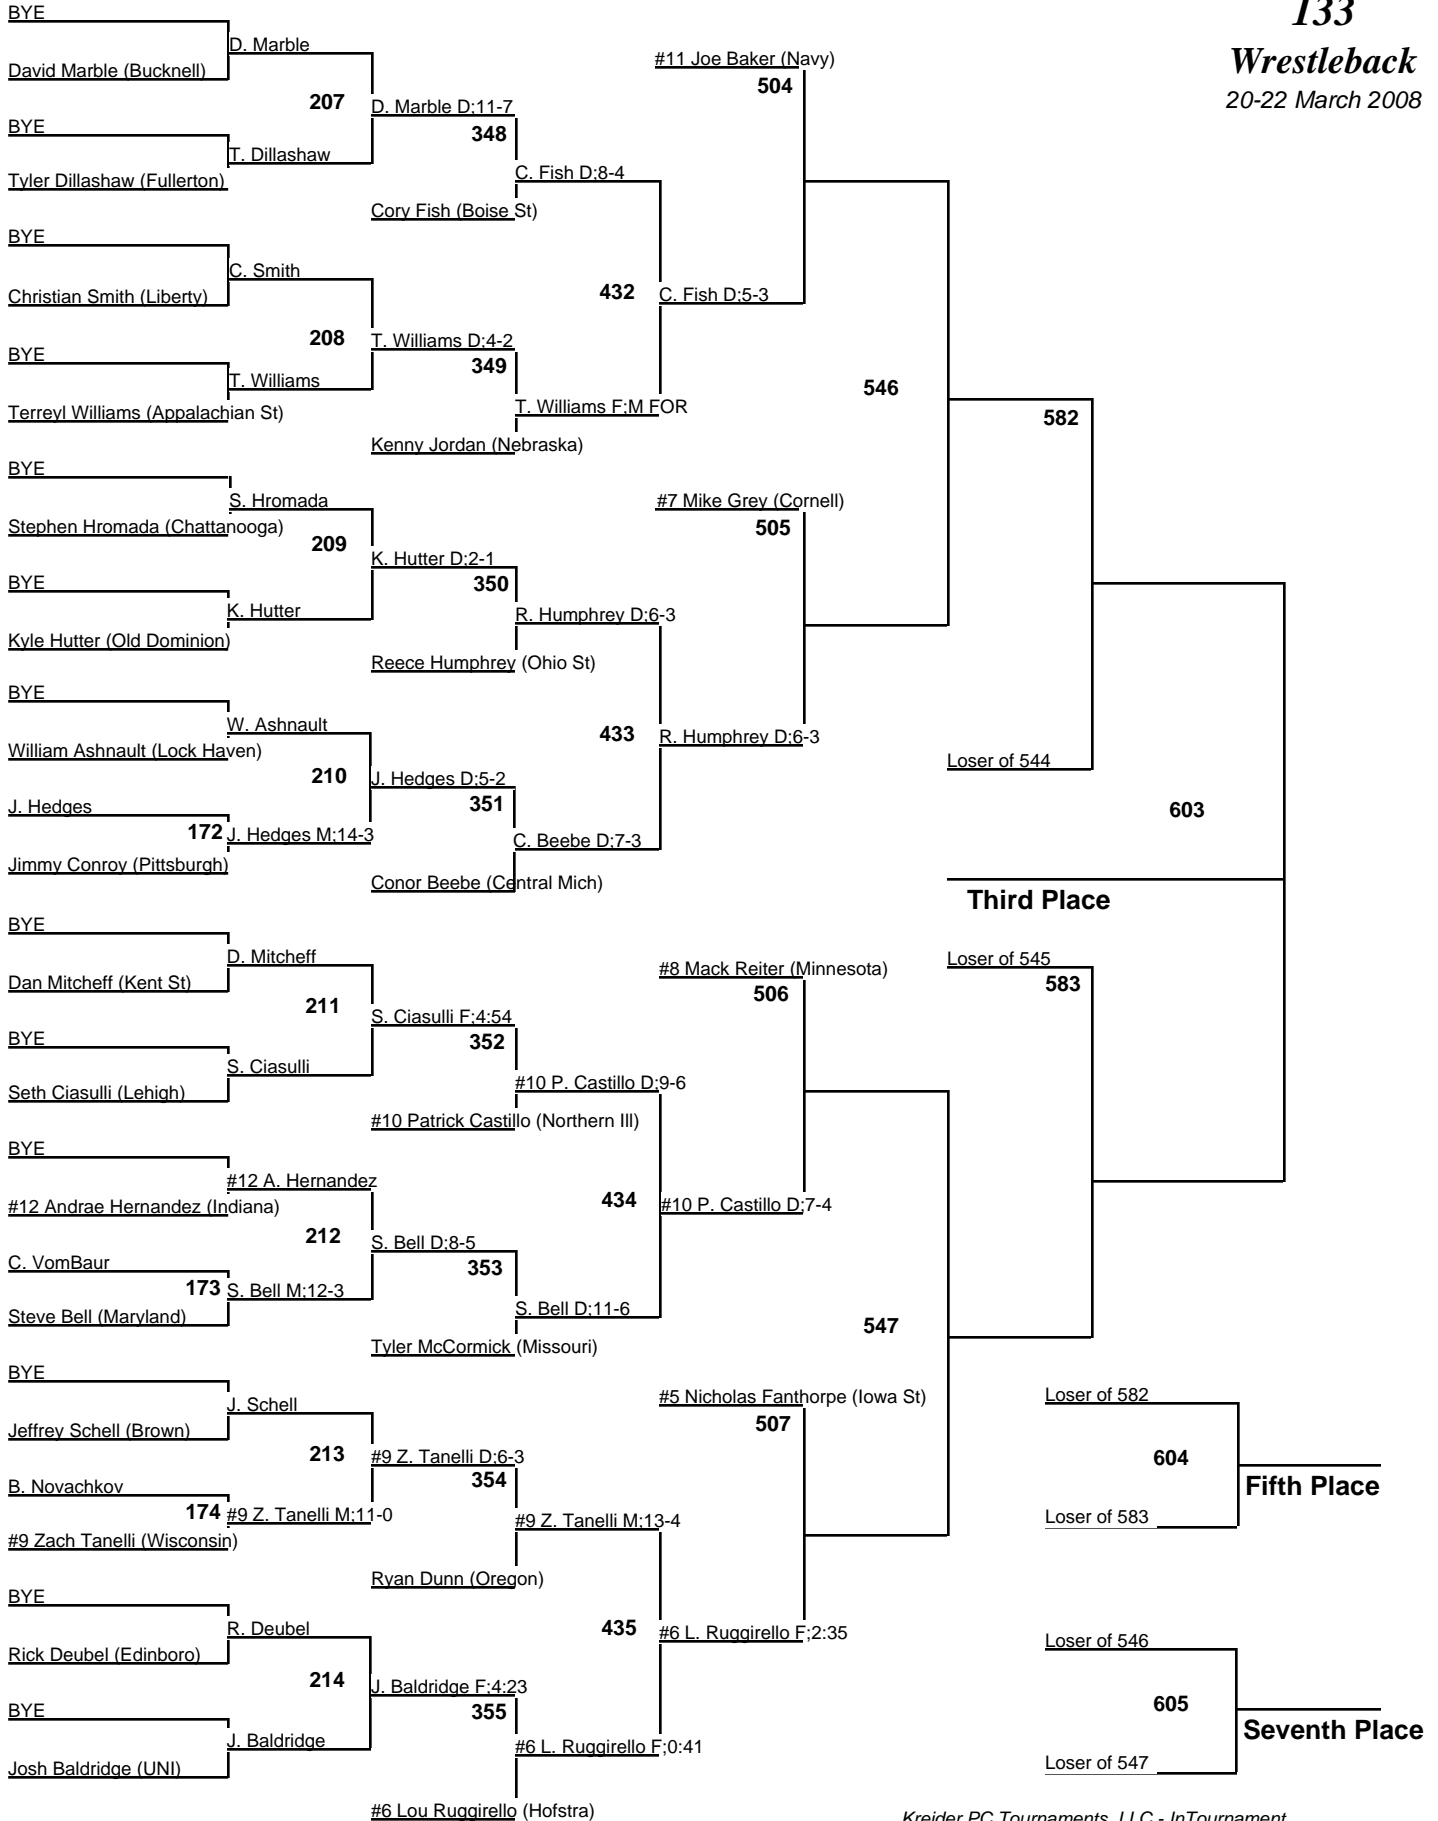 133
Wrestleback
20-22 March 2008
BYE
D. Marble
David Marble (Bucknell)
#11 Joe Baker (Navy)
504
207
D. Marble D;11-7
348
BYE
T. Dillashaw
Tyler Dillashaw (Fullerton)
C. Fish D;8-4
Cory Fish (Boise St)
BYE
C. Smith
Christian Smith (Liberty)
432
C. Fish D;5-3
208
T. Williams D;4-2
349
BYE
T. Williams
Terreyl Williams (Appalachian St)
T. Williams F;M FOR
Kenny Jordan (Nebraska)
546
582
BYE
S. Hromada
Stephen Hromada (Chattanooga)
#7 Mike Grey (Cornell)
505
209
K. Hutter D;2-1
350
BYE
K. Hutter
Kyle Hutter (Old Dominion)
R. Humphrey D;6-3
Reece Humphrey (Ohio St)
BYE
W. Ashnault
William Ashnault (Lock Haven)
433
R. Humphrey D;6-3
Loser of 544
210
J. Hedges D;5-2
351
J. Hedges
172
J. Hedges M;14-3
Jimmy Conroy (Pittsburgh)
C. Beebe D;7-3
Conor Beebe (Central Mich)
603
Third Place
BYE
D. Mitcheff
Dan Mitcheff (Kent St)
#8 Mack Reiter (Minnesota)
506
Loser of 545
583
211
S. Ciasulli F;4:54
352
BYE
S. Ciasulli
Seth Ciasulli (Lehigh)
#10 P. Castillo D;9-6
#10 Patrick Castillo (Northern Ill)
BYE
#12 A. Hernandez
#12 Andrae Hernandez (Indiana)
434
#10 P. Castillo D;7-4
212
S. Bell D;8-5
353
C. VomBaur
173
S. Bell M;12-3
Steve Bell (Maryland)
S. Bell D;11-6
Tyler McCormick (Missouri)
547
BYE
J. Schell
Jeffrey Schell (Brown)
#5 Nicholas Fanthorpe (Iowa St)
507
213
#9 Z. Tanelli D;6-3
354
B. Novachkov
174
#9 Z. Tanelli M;11-0
#9 Zach Tanelli (Wisconsin)
#9 Z. Tanelli M;13-4
Ryan Dunn (Oregon)
Loser of 582
604
Fifth Place
Loser of 583
BYE
R. Deubel
Rick Deubel (Edinboro)
435
#6 L. Ruggirello F;2:35
214
J. Baldridge F;4:23
355
BYE
J. Baldridge
Josh Baldridge (UNI)
#6 L. Ruggirello F;0:41
#6 Lou Ruggirello (Hofstra)
Loser of 546
605
Seventh Place
Loser of 547
Kreider PC Tournaments, LLC - InTournament